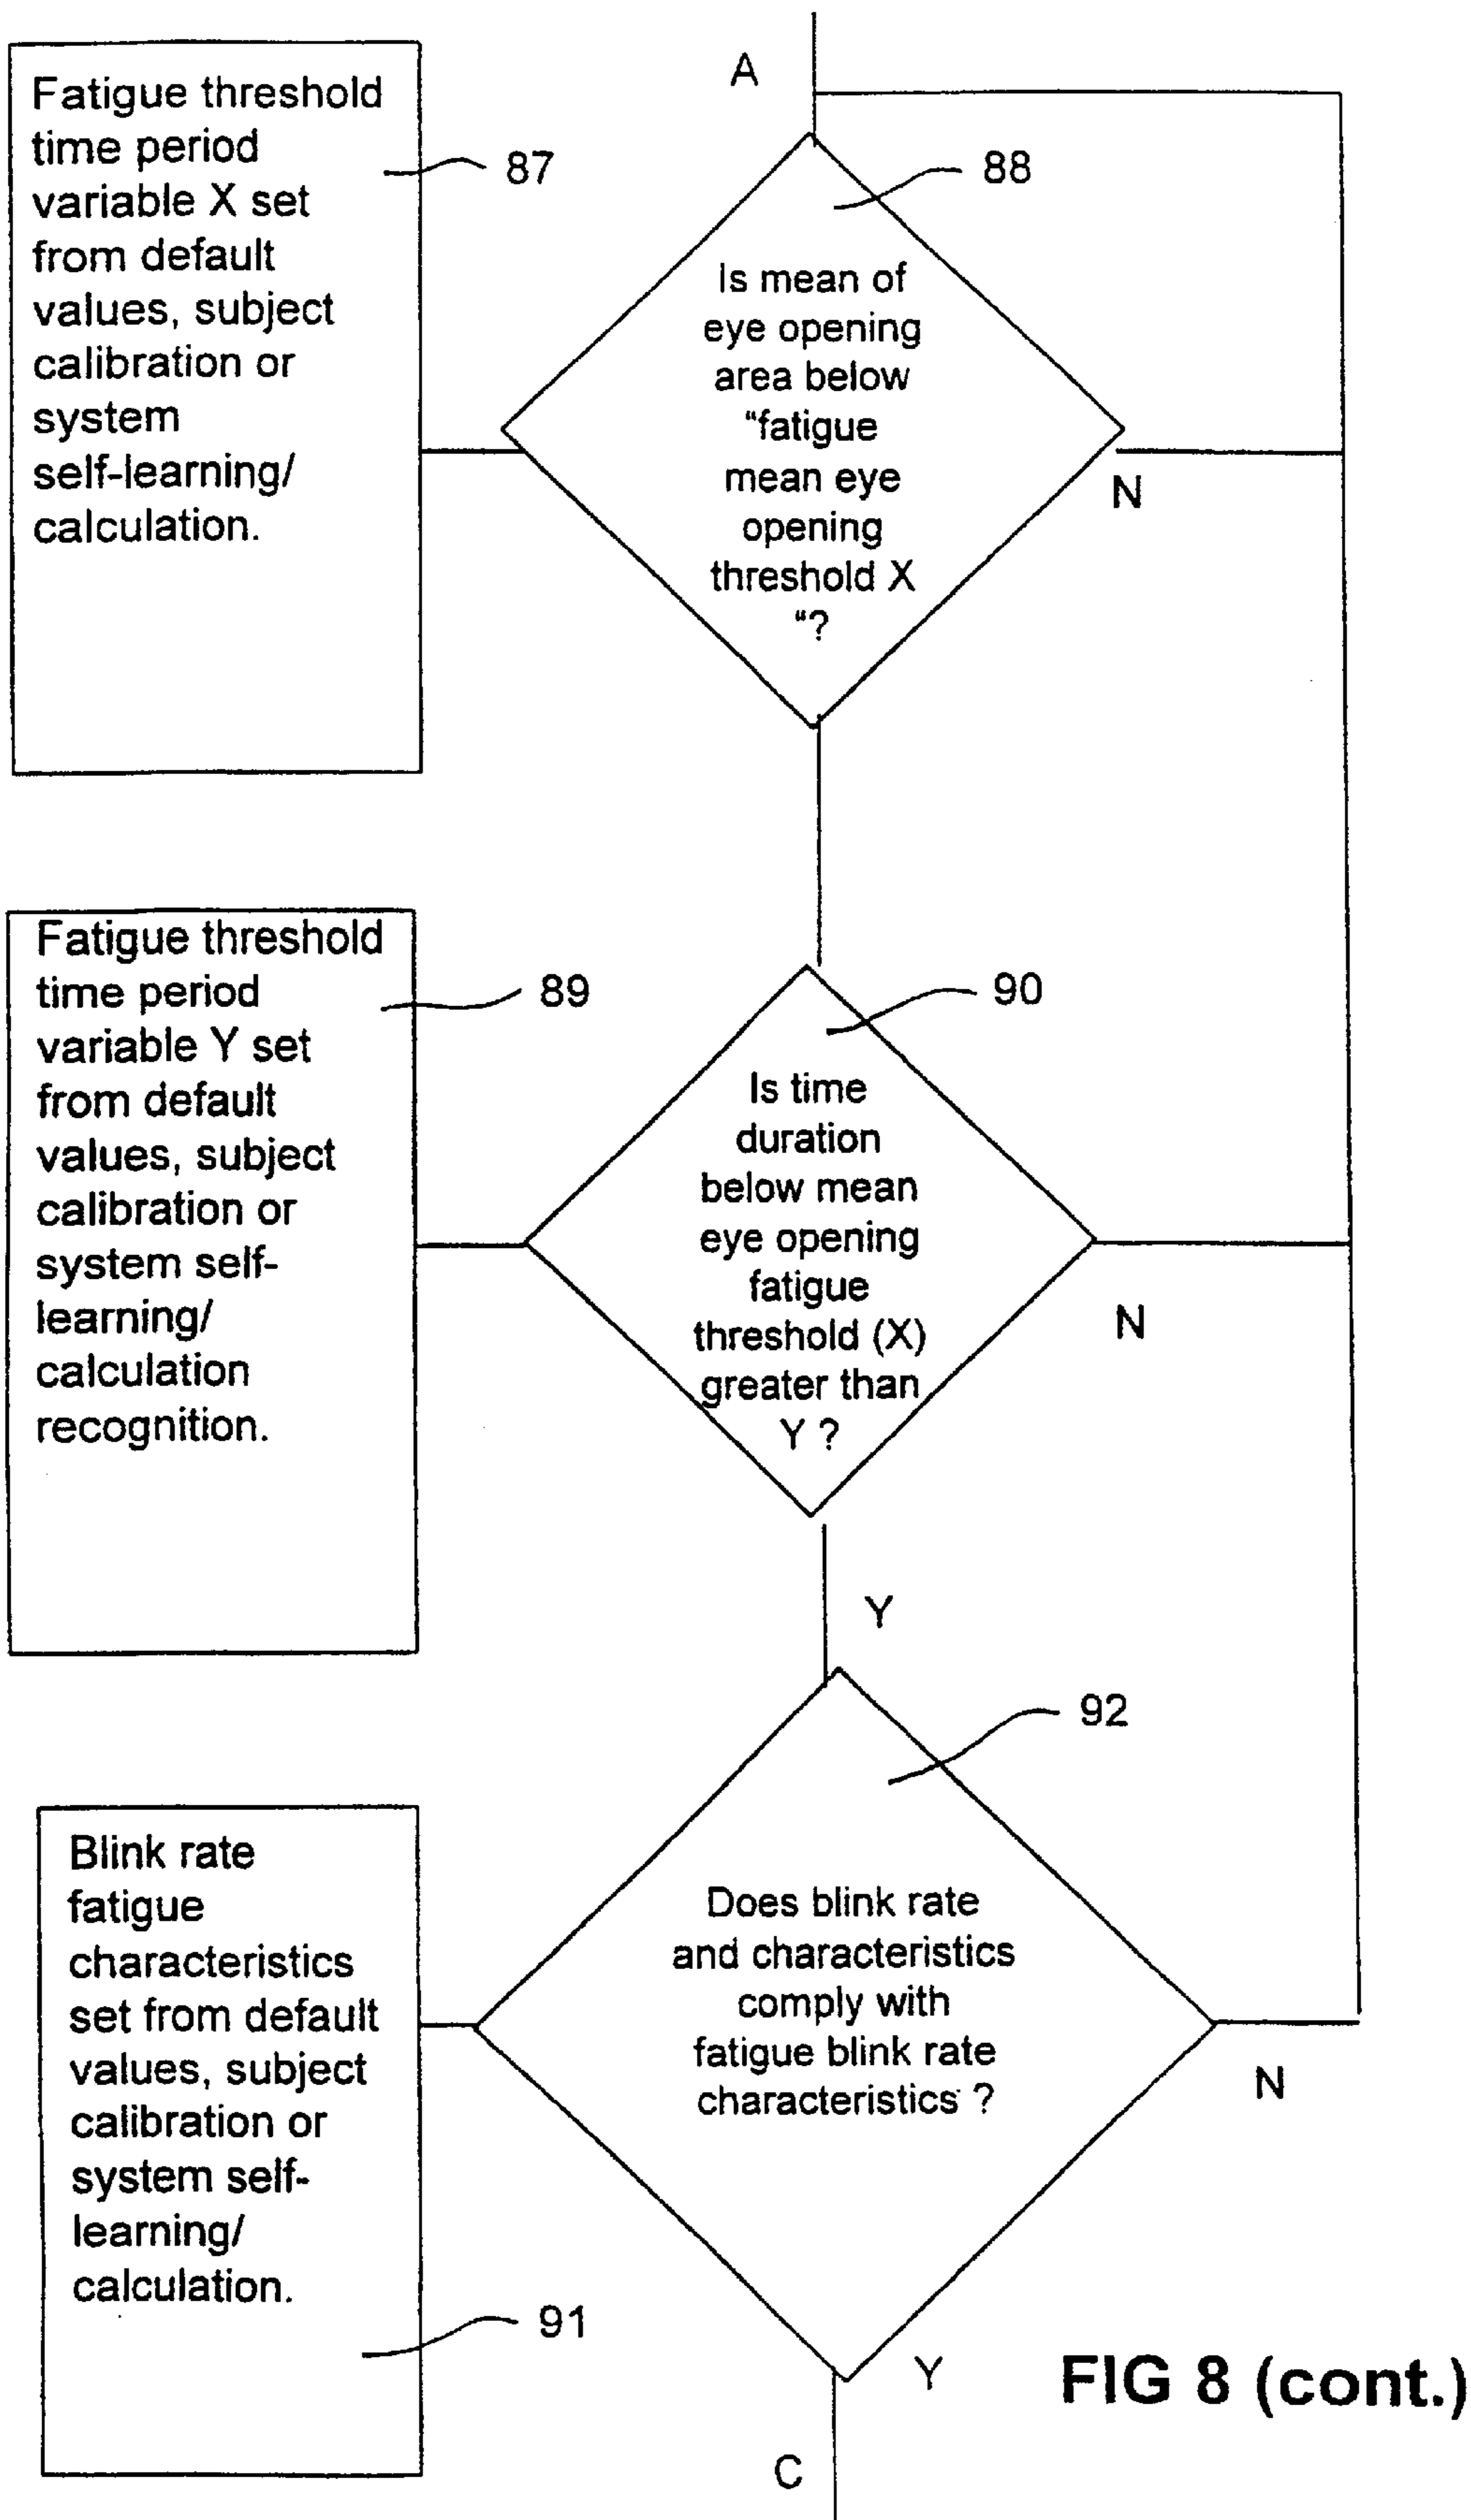 A
Fatigue threshold
time period
variable X set
from default
values, subject
calibration or
system
self-learning/
calculation.
87
88
Is mean of
eye opening
area below
“fatigue
mean eye
opening
threshold X
“?
N
Fatigue threshold
time period
variable Y set
from default
values, subject
calibration or
system self-
learning/
calculation
recognition.
89
90
Is time
duration
below mean
eye opening
fatigue
threshold (X)
greater than
Y ?
N
Y
92
Blink rate
fatigue
characteristics
set from default
values, subject
calibration or
system self-
learning/
calculation.
91
Does blink rate
and characteristics
comply with
fatigue blink rate
characteristics ?
N
Y
C
FIG 8 (cont.)